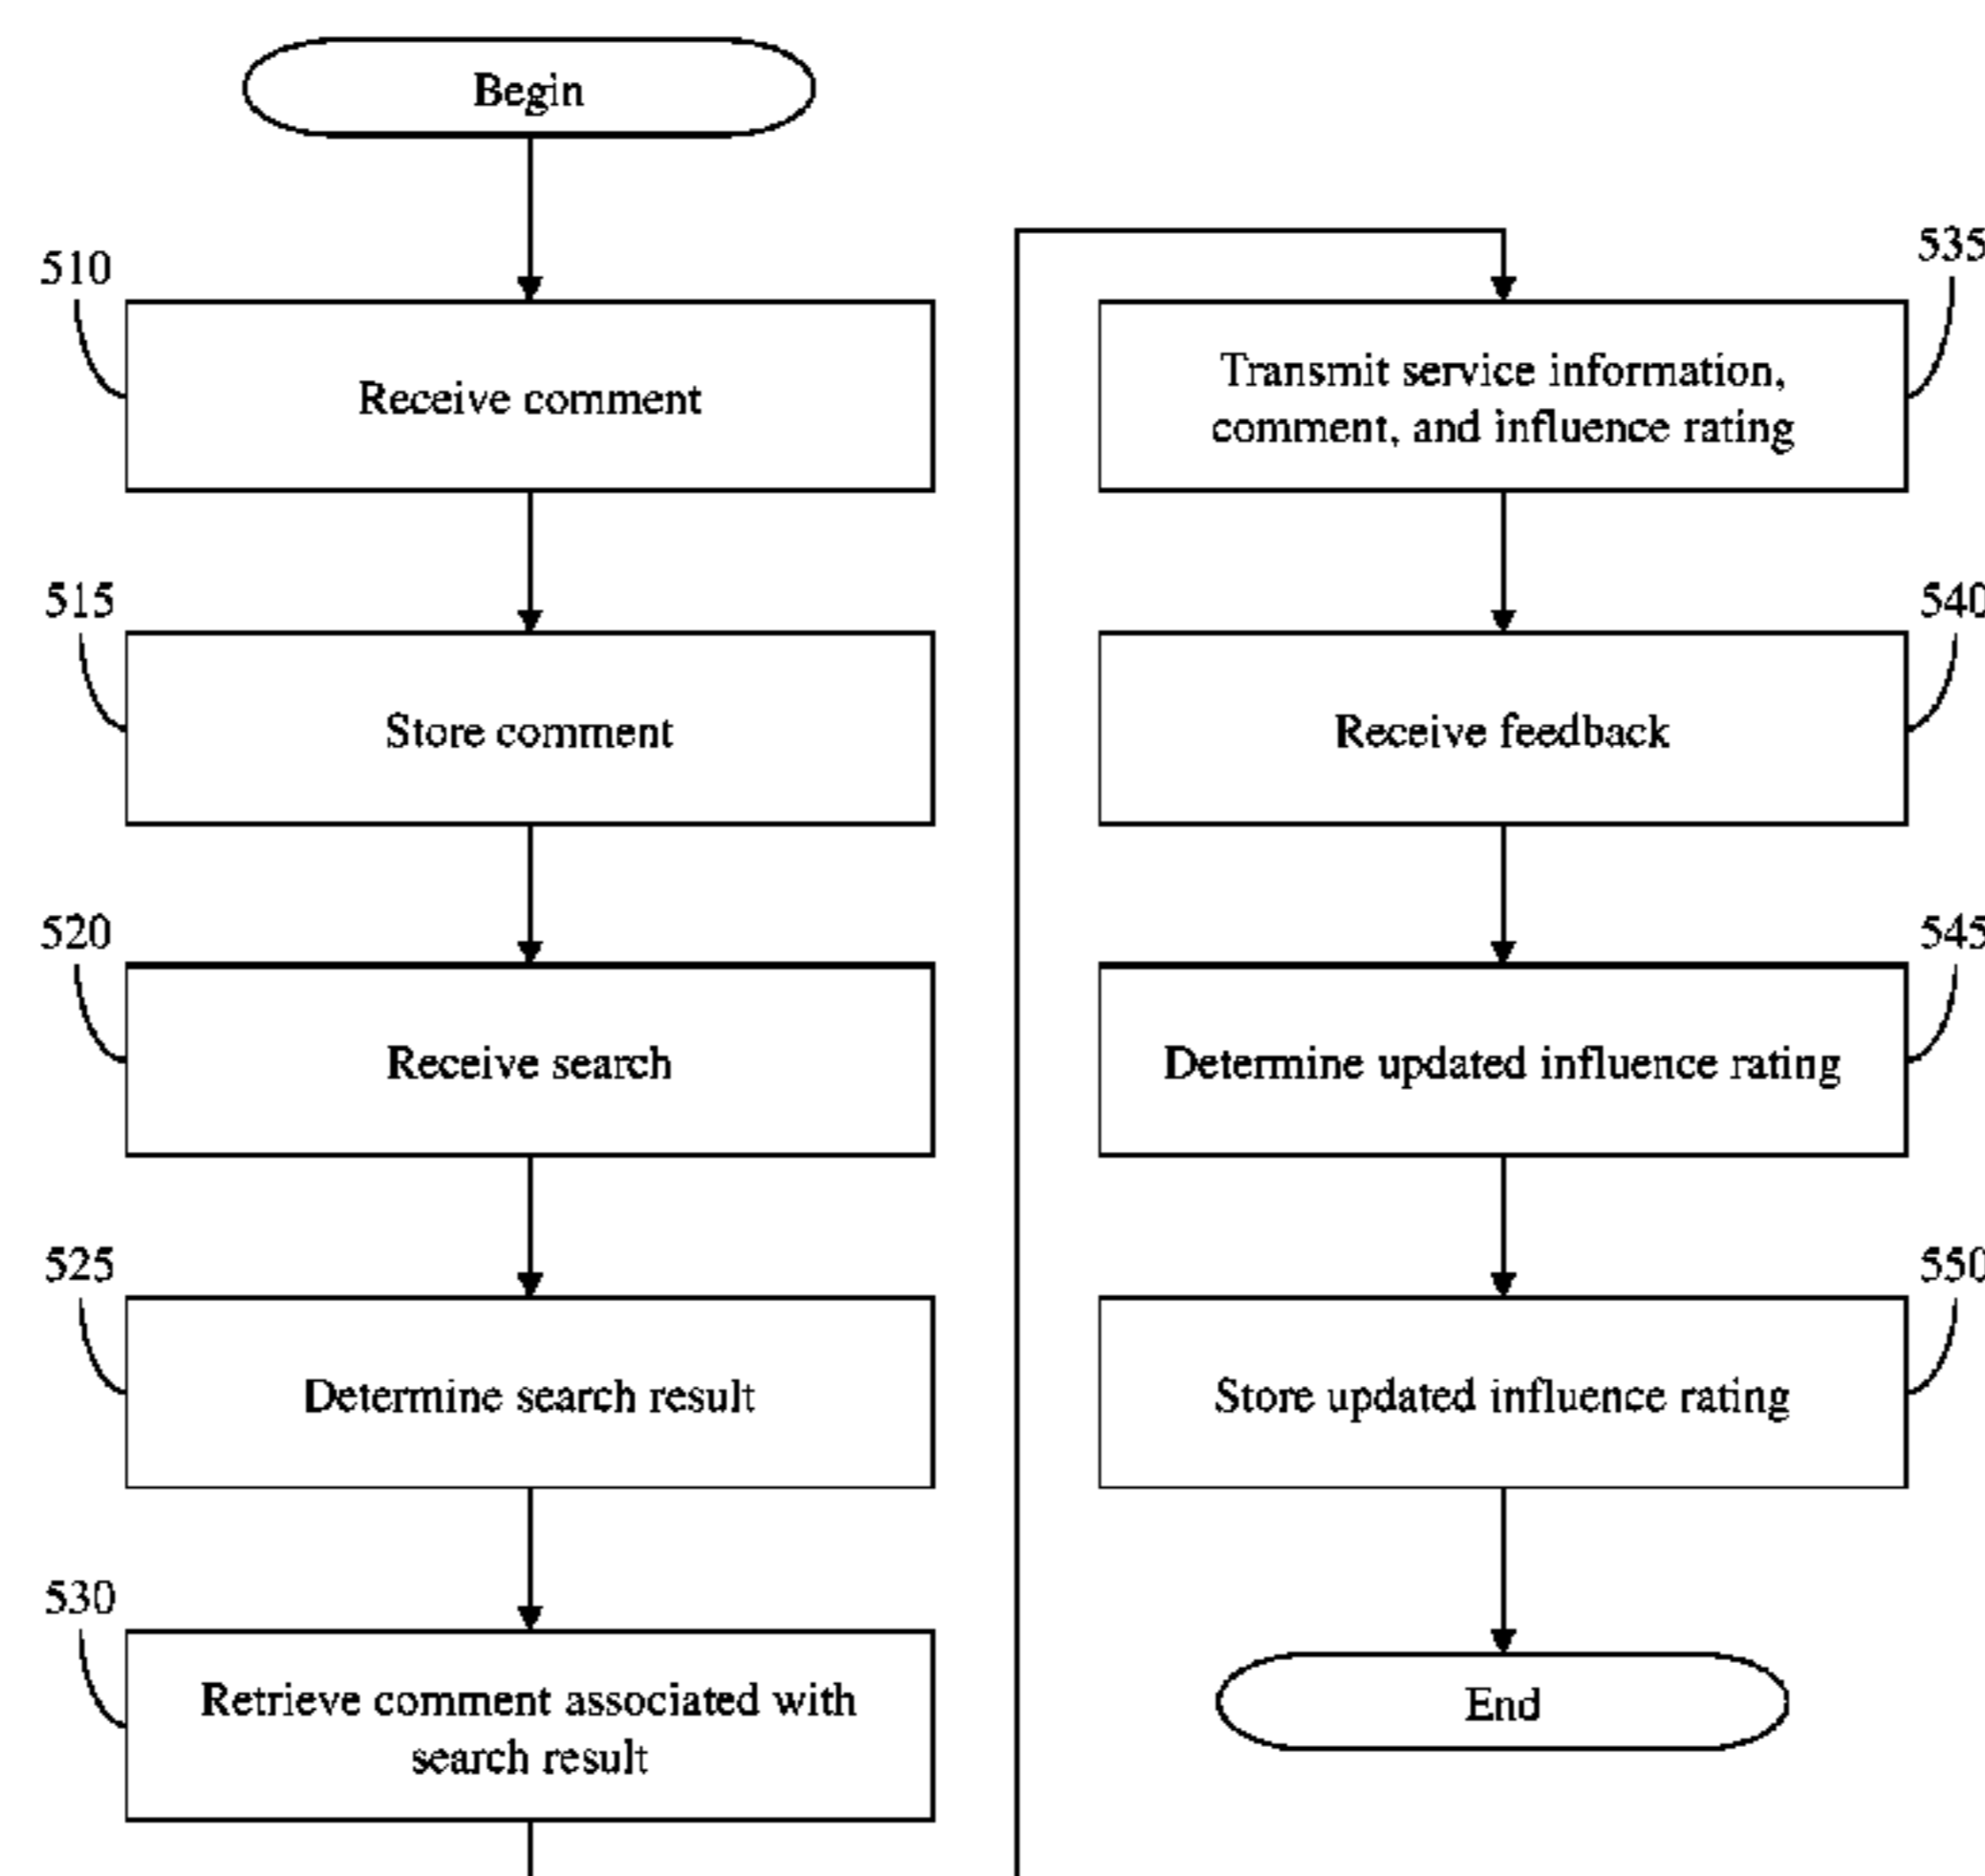 Begin
510
Receive comment
515
Store comment
520
Receive search
525
Determine search result
530
Retrieve comment associated with
search result
535
Transmit service information,
comment, and influence rating
540
Receive feedback
545
Determine updated influence rating
550
Store updated influence rating
End